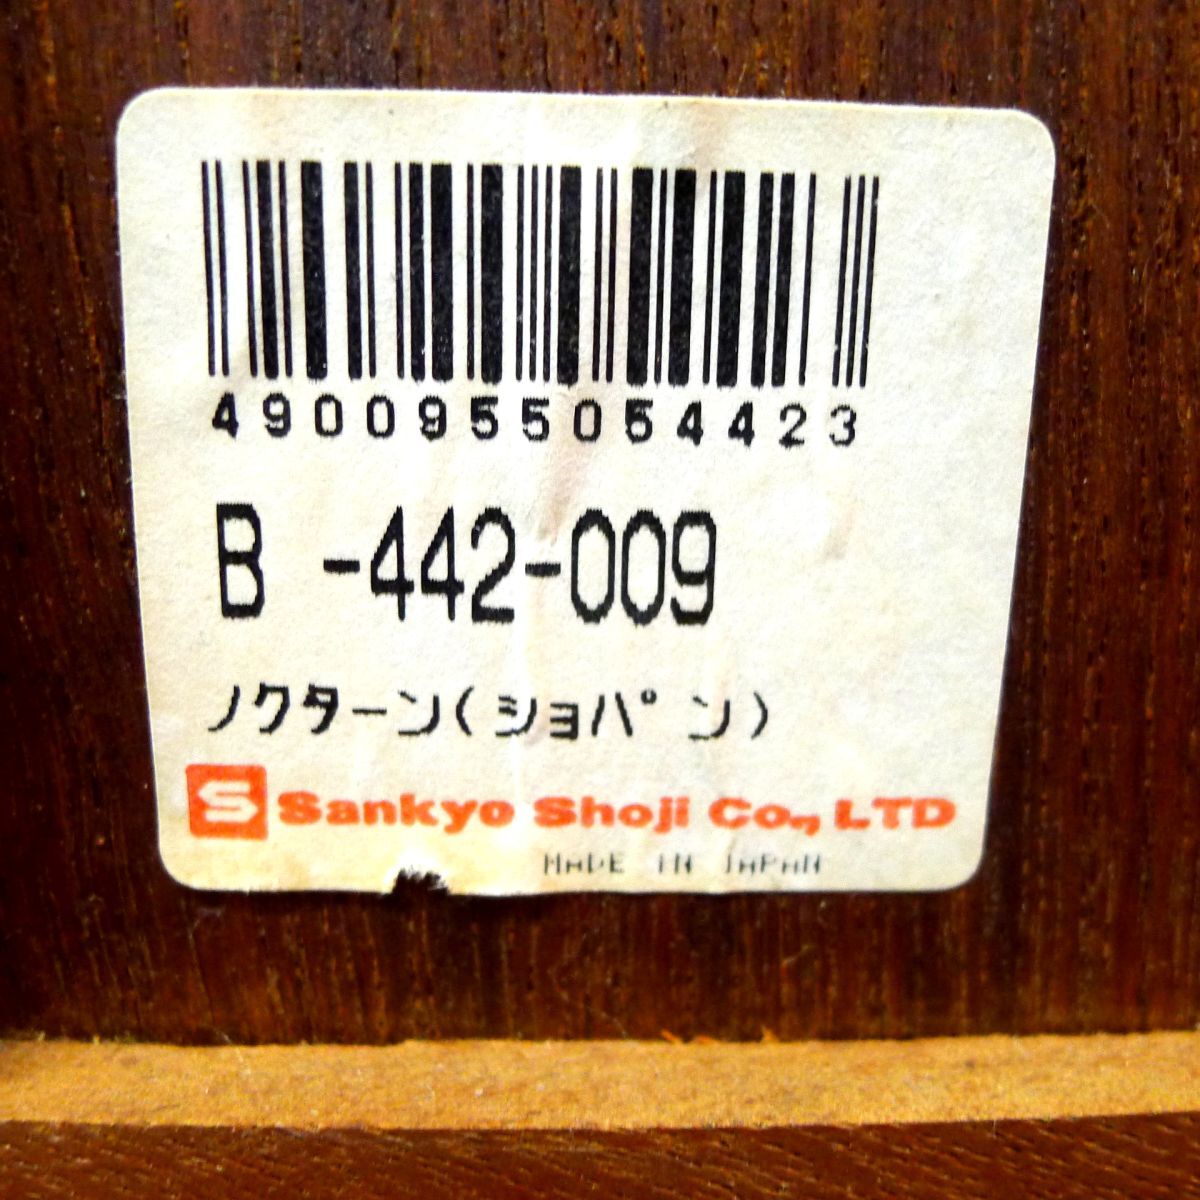 4900955054423
B -442-009
ノクターン(ショパン)
S Sankyo Shoji Co., LTD
MADE IN JAPAN